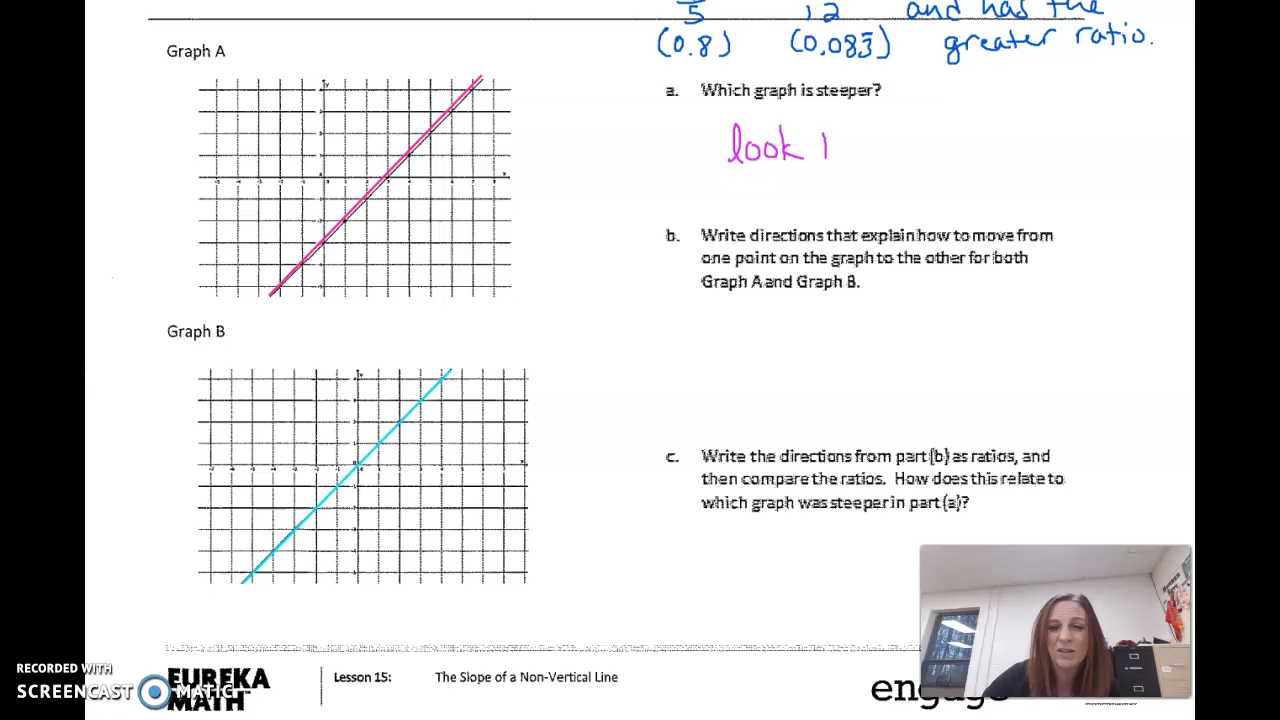 5 12 and has the
(0.8) (0.083̄) greater ratio.
Graph A
a. Which graph is steeper?
look l
b. Write directions that explain how to move from
one point on the graph to the other for both
Graph A and Graph B.
Graph B
c. Write the directions from part (b) as ratios, and
then compare the ratios. How does this relate to
which graph was steeper in part (a)?
EUREKA
MATH
Lesson 15: The Slope of a Non-Vertical Line
RECORDED WITH
SCREENCAST MATIC